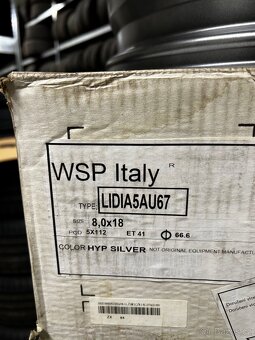 WSP Italy R
TYPE: LIDIA5AU67
SIZE 8,0x18
PCD 5X112 ET 41 Φ 66.6
COLOR HYP SILVER NOT ORIGINAL EQUIPMENT MANUFAC